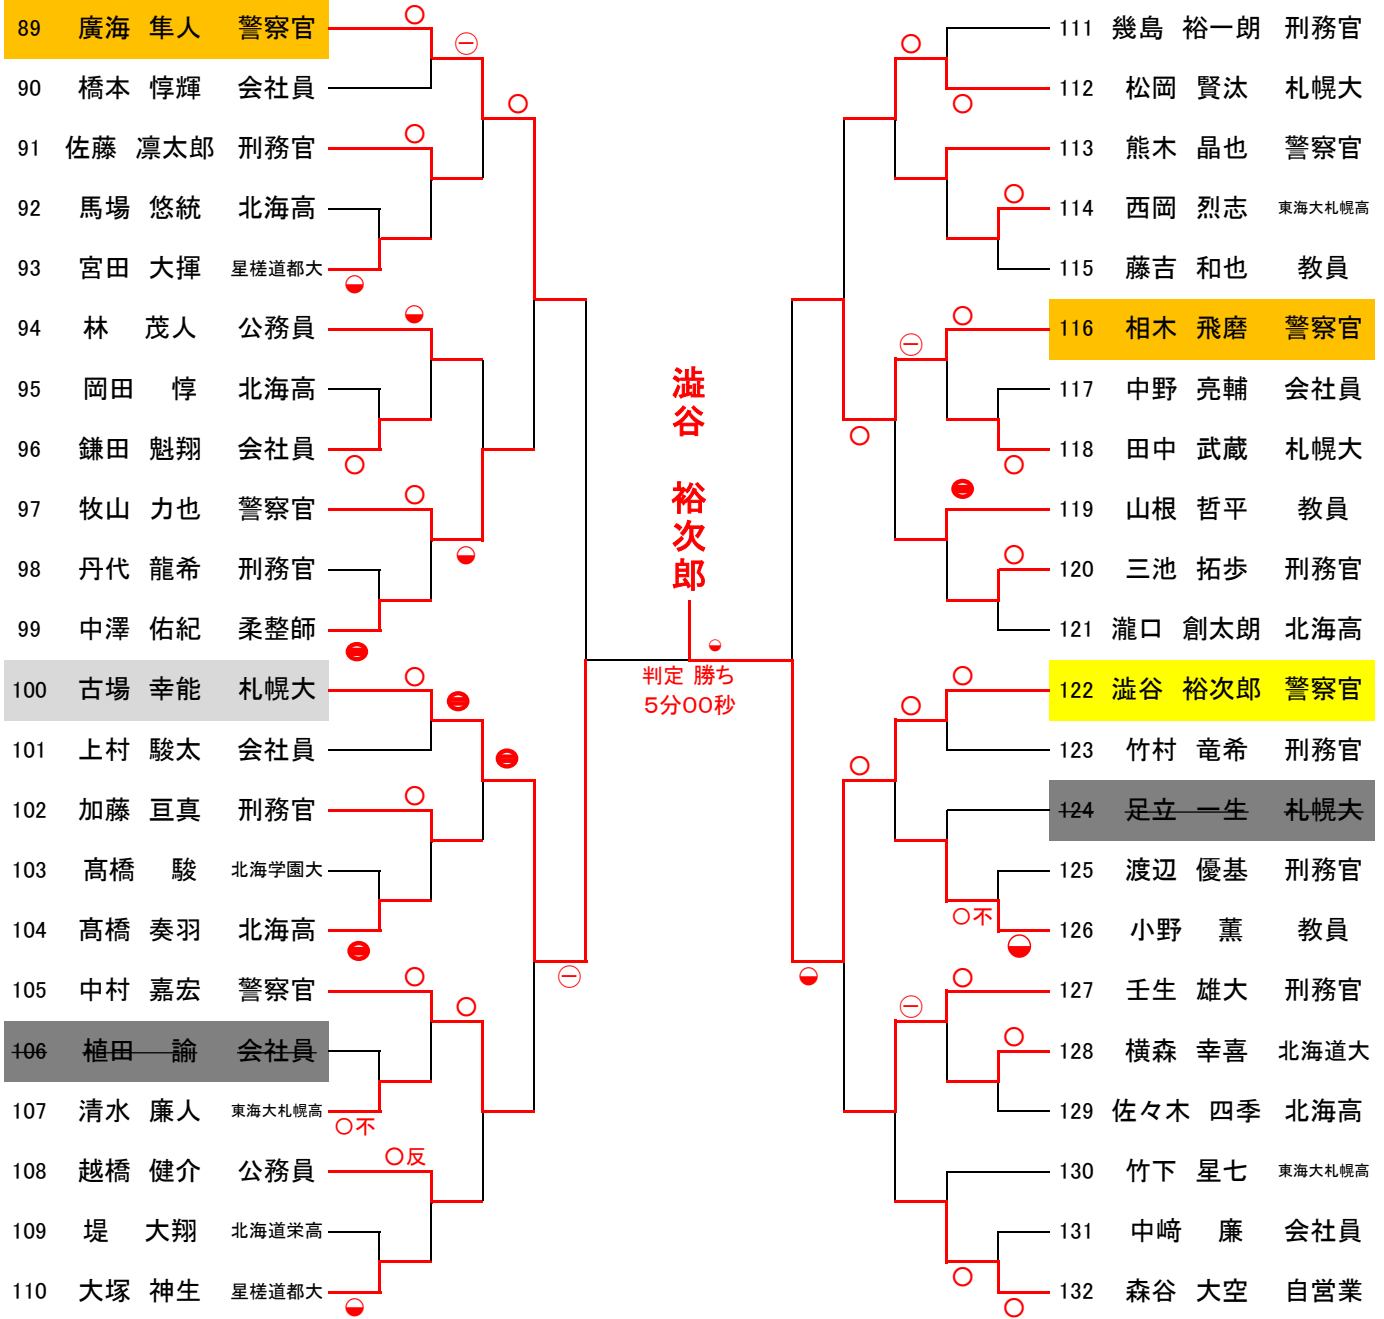 89 廣海 隼人 警察官
90 橋本 惇輝 会社員
91 佐藤 凛太郎 刑務官
92 馬場 悠統 北海高
93 宮田 大揮 星槎道都大
94 林 茂人 公務員
95 岡田 惇 北海高
96 鎌田 魁翔 会社員
97 牧山 力也 警察官
98 丹代 龍希 刑務官
99 中澤 佑紀 柔整師
100 古場 幸能 札幌大
101 上村 駿太 会社員
102 加藤 亘真 刑務官
103 髙橋 駿 北海学園大
104 髙橋 奏羽 北海高
105 中村 嘉宏 警察官
106 植田 諭 会社員
107 清水 廉人 東海大札幌高
○不
○反
108 越橋 健介 公務員
109 堤 大翔 北海道栄高
110 大塚 神生 星槎道都大
澁谷 裕次郎
判定 勝ち
5分00秒
111 幾島 裕一朗 刑務官
112 松岡 賢汰 札幌大
113 熊木 晶也 警察官
114 西岡 烈志 東海大札幌高
115 藤吉 和也 教員
116 相木 飛磨 警察官
117 中野 亮輔 会社員
118 田中 武蔵 札幌大
119 山根 哲平 教員
120 三池 拓歩 刑務官
121 瀧口 創太朗 北海高
122 澁谷 裕次郎 警察官
123 竹村 竜希 刑務官
124 足立 一生 札幌大
125 渡辺 優基 刑務官
○不
126 小野 薫 教員
127 壬生 雄大 刑務官
128 横森 幸喜 北海道大
129 佐々木 四季 北海高
130 竹下 星七 東海大札幌高
131 中﨑 廉 会社員
132 森谷 大空 自営業